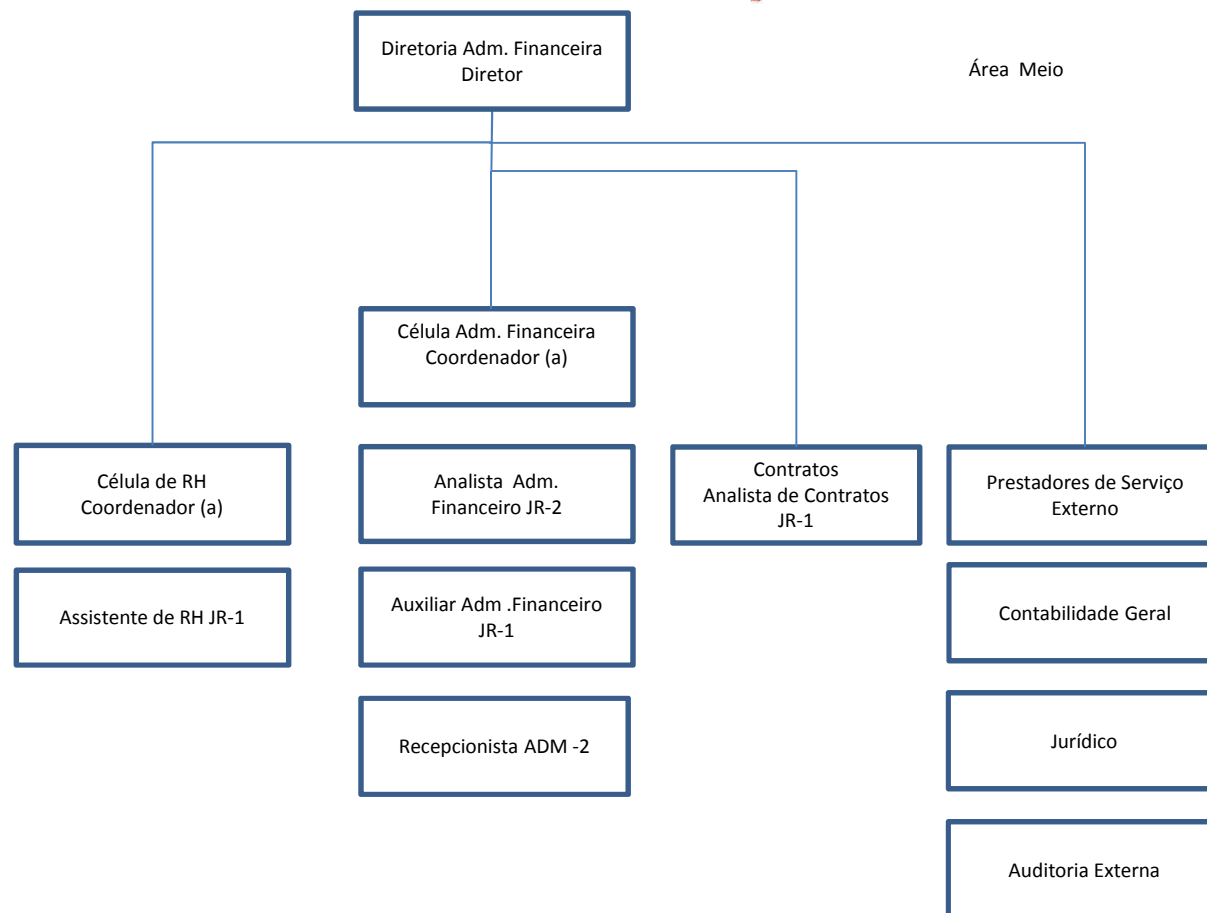 Diretoria Adm. Financeira
Diretor
Área Meio
Célula Adm. Financeira
Coordenador (a)
Célula de RH
Coordenador (a)
Analista Adm.
Financeiro JR-2
Contratos
Analista de Contratos
JR-1
Prestadores de Serviço
Externo
Assistente de RH JR-1
Auxiliar Adm .Financeiro
JR-1
Contabilidade Geral
Recepcionista ADM -2
Jurídico
Auditoria Externa